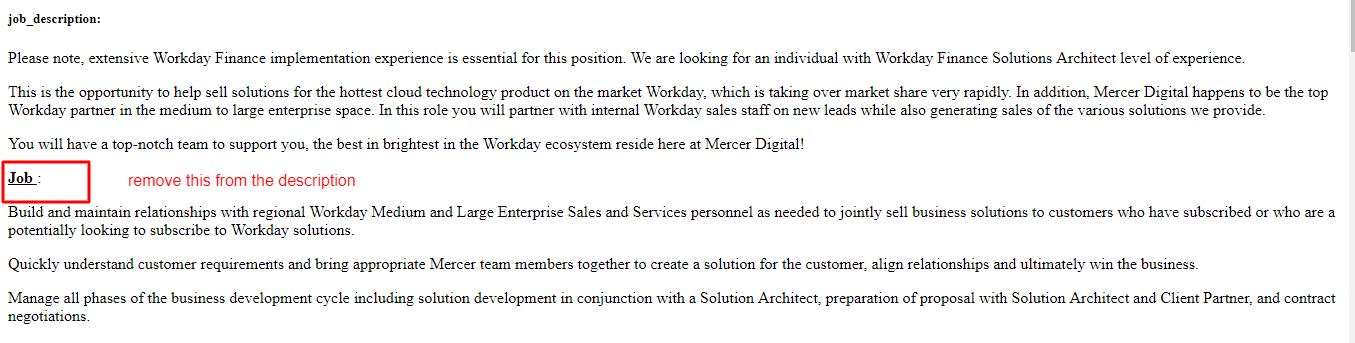 job_description:
Please note, extensive Workday Finance implementation experience is essential for this position. We are looking for an individual with Workday Finance Solutions Architect level of experience.
This is the opportunity to help sell solutions for the hottest cloud technology product on the market Workday, which is taking over market share very rapidly. In addition, Mercer Digital happens to be the top
Workday partner in the medium to large enterprise space. In this role you will partner with internal Workday sales staff on new leads while also generating sales of the various solutions we provide.
You will have a top-notch team to support you, the best in brightest in the Workday ecosystem reside here at Mercer Digital!
Job : remove this from the description
Build and maintain relationships with regional Workday Medium and Large Enterprise Sales and Services personnel as needed to jointly sell business solutions to customers who have subscribed or who are a
potentially looking to subscribe to Workday solutions.
Quickly understand customer requirements and bring appropriate Mercer team members together to create a solution for the customer, align relationships and ultimately win the business.
Manage all phases of the business development cycle including solution development in conjunction with a Solution Architect, preparation of proposal with Solution Architect and Client Partner, and contract
negotiations.